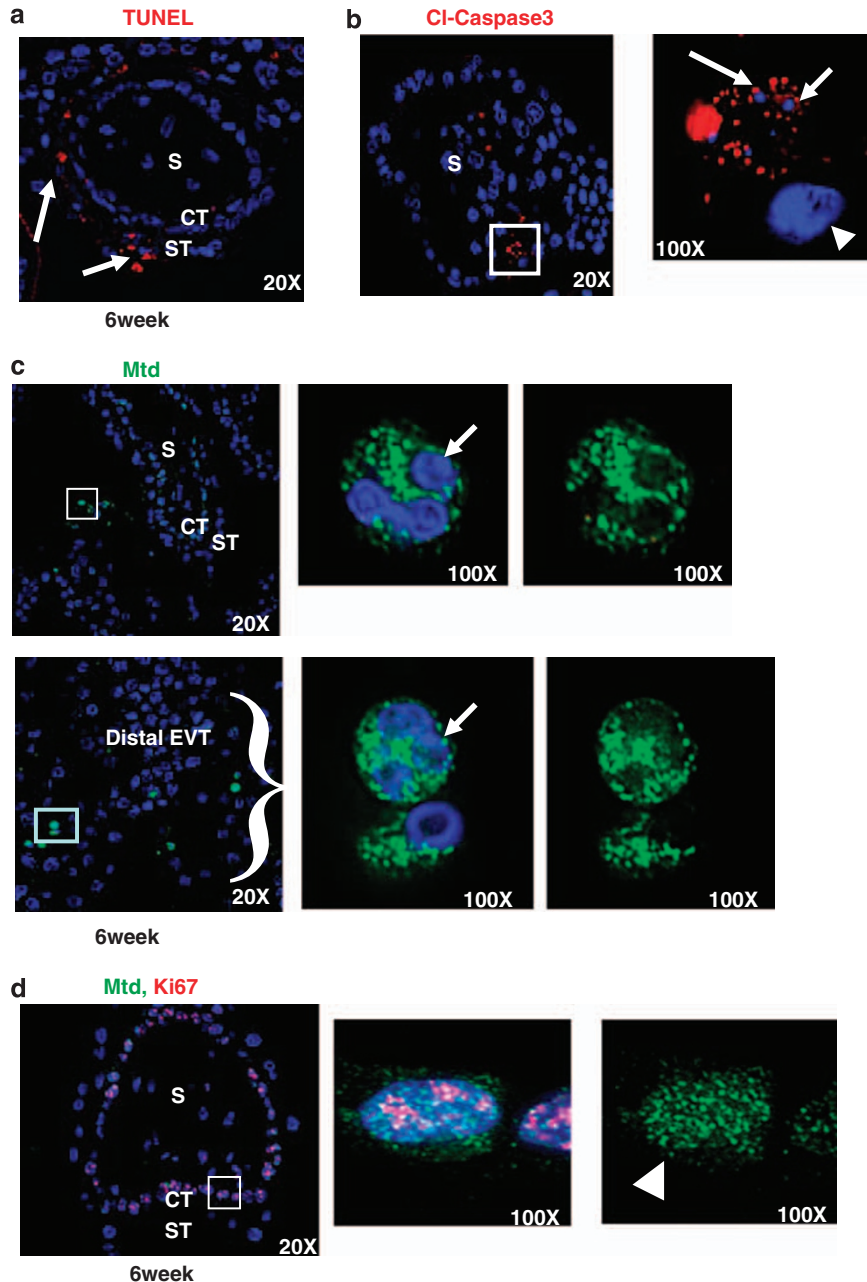 a
TUNEL
S
CT
ST
20X
6week
b
Cl-Caspase3
S
20X
100X
c
Mtd
S
CT
ST
20X
100X
100X
Distal EVT
20X
100X
100X
6week
d
Mtd, Ki67
S
CT
ST
20X
100X
100X
6week